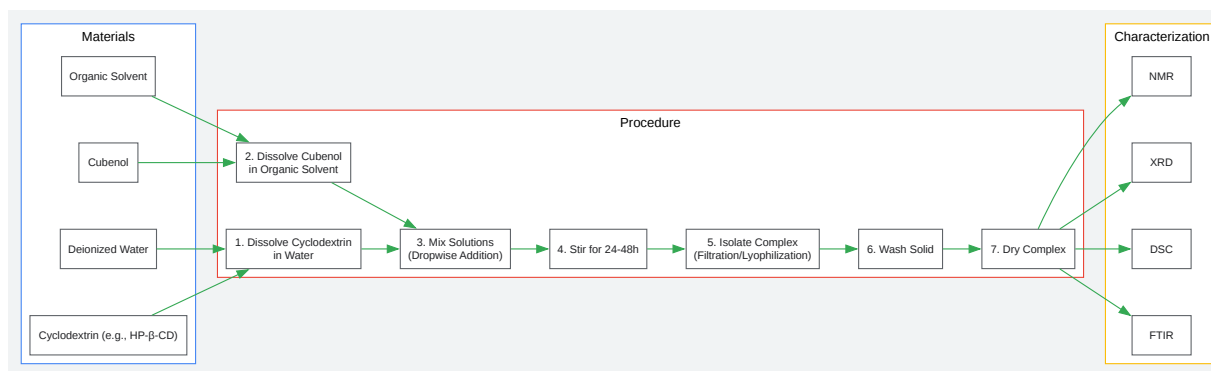 Materials
Organic Solvent
Cubenol
Deionized Water
Cyclodextrin (e.g., HP-β-CD)
Procedure
2. Dissolve Cubenol
in Organic Solvent
1. Dissolve Cyclodextrin
in Water
3. Mix Solutions
(Dropwise Addition)
4. Stir for 24-48h
5. Isolate Complex
(Filtration/Lyophilization)
6. Wash Solid
7. Dry Complex
Characterization
NMR
XRD
DSC
FTIR